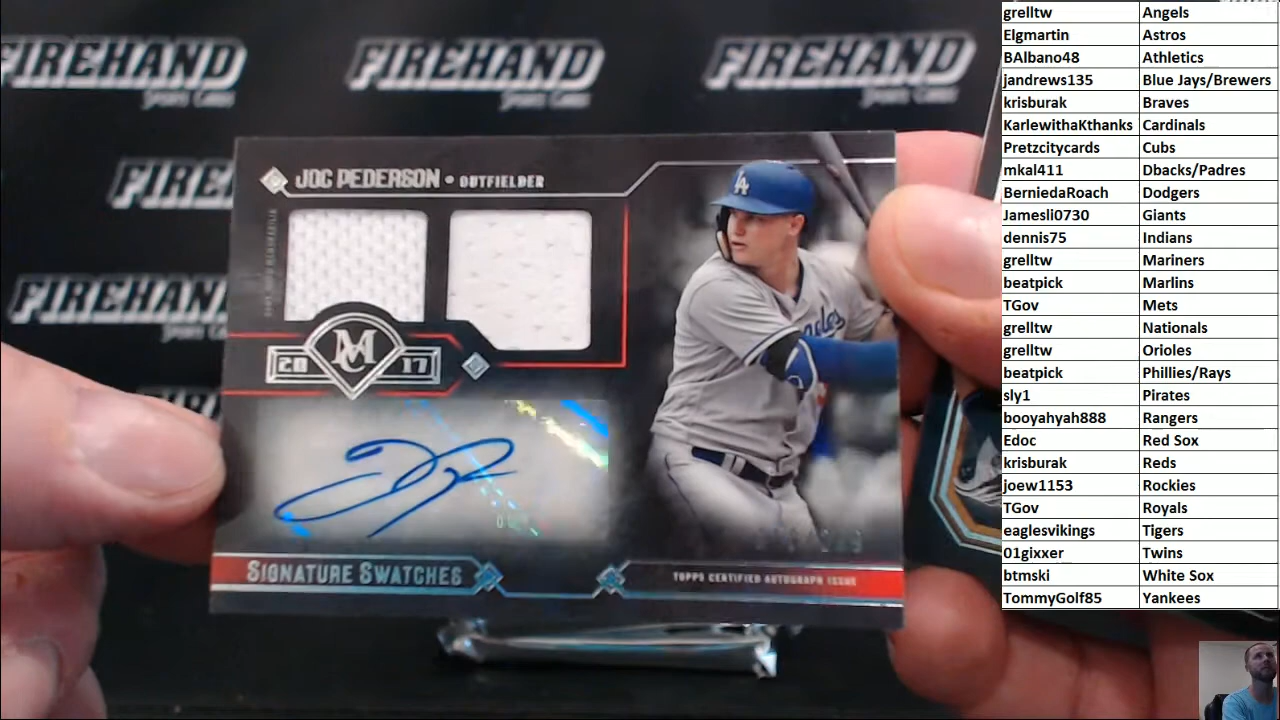 FIREHAND FIREHAND FIREHAND
SPORTS CARDS
FIREHAND
JOC PEDERSON • OUTFIELDER
LA
MC
20 17
SIGNATURE SWATCHES
TOPPS CERTIFIED AUTOGRAPH ISSUE
grelltw Angels
Elgmartin Astros
BAlbano48 Athletics
jandrews135 Blue Jays/Brewers
krisburak Braves
KarlewithaKthanks Cardinals
Pretzcitycards Cubs
mkal411 Dbacks/Padres
BerniedaRoach Dodgers
Jamesli0730 Giants
dennis75 Indians
grelltw Mariners
beatpick Marlins
TGov Mets
grelltw Nationals
grelltw Orioles
beatpick Phillies/Rays
sly1 Pirates
booyahyah888 Rangers
Edoc Red Sox
krisburak Reds
joew1153 Rockies
TGov Royals
eaglesvikings Tigers
01gixxer Twins
btmski White Sox
TommyGolf85 Yankees